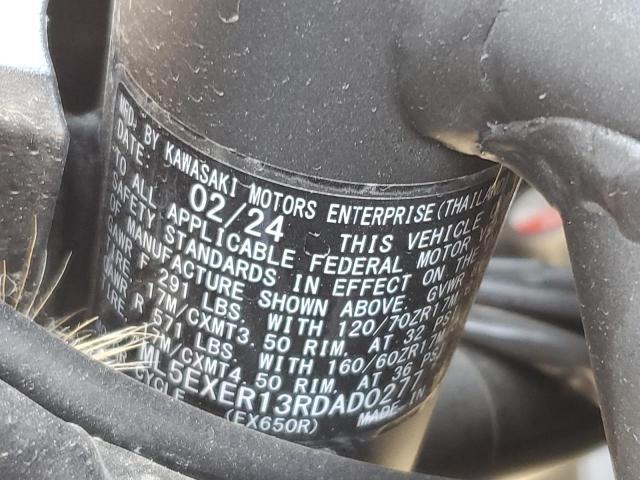 MFD. BY KAWASAKI MOTORS ENTERPRISE (THAILAND
DATE: 02/24 THIS VEHICLE
TO ALL APPLICABLE FEDERAL MOTOR
SAFETY STANDARDS IN EFFECT ON THE
OF MANUFACTURE SHOWN ABOVE. GVWR
GAWR F 291 LBS. WITH 120/70ZR17M
TIRE, 17M/CXMT3.50 RIM. AT 32 PSI
GAWR R 571 LBS. WITH 160/60ZR17M
TIRE, 17M/CXMT4.50 RIM. AT 36 PSI
ML5EXER13RDAD0277
CYCLE (EX650R) MADE IN